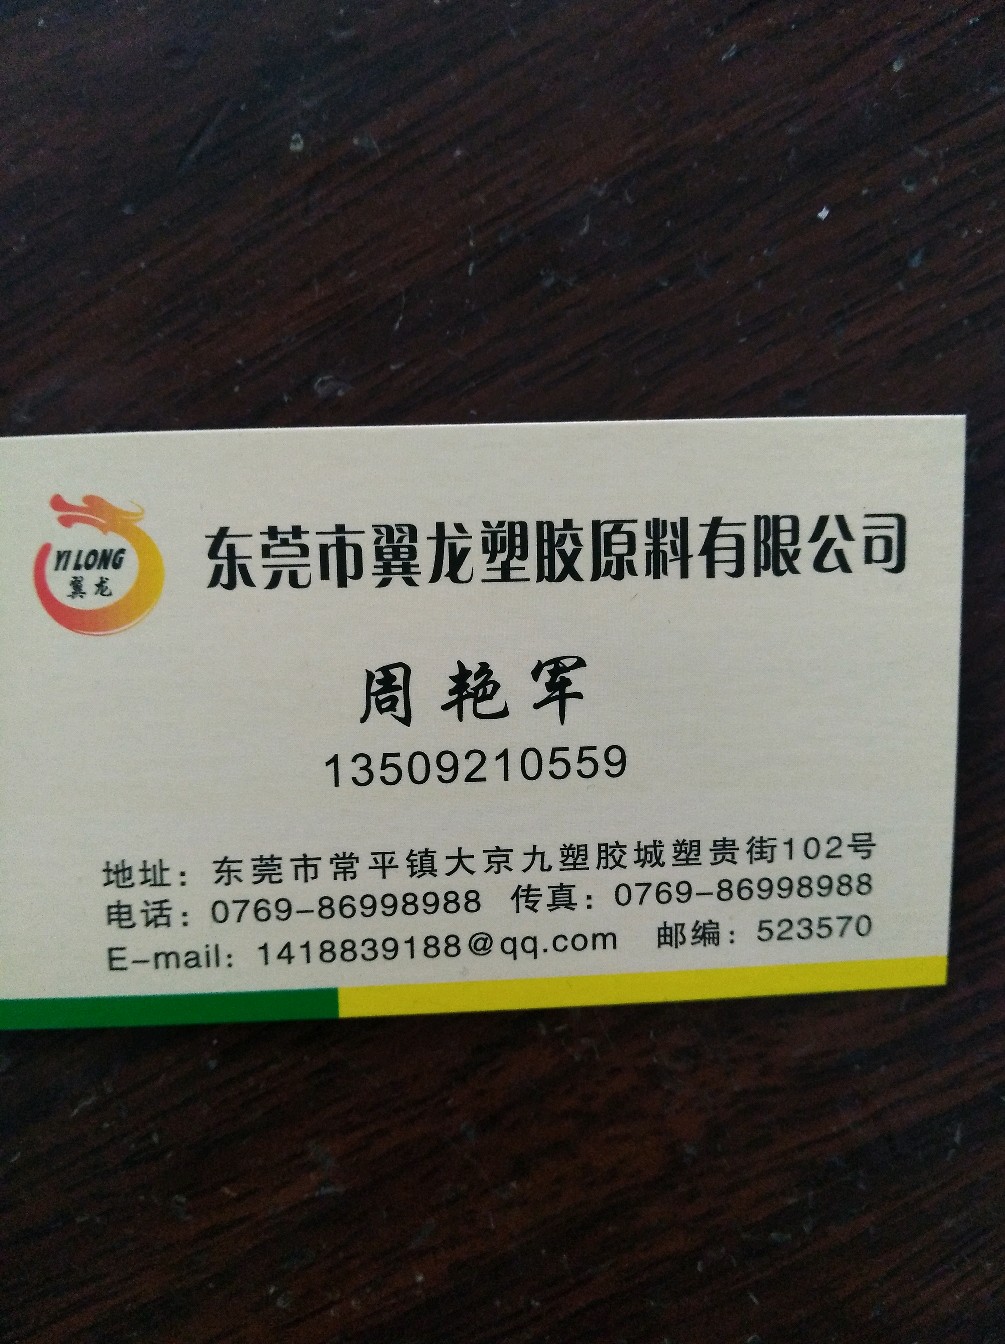 YI LONG
翼龙
东莞市翼龙塑胶原料有限公司
周艳军
13509210559
地址：东莞市常平镇大京九塑胶城塑贵街102号
电话：0769-86998988 传真：0769-86998988
E-mail：1418839188@qq.com 邮编：523570